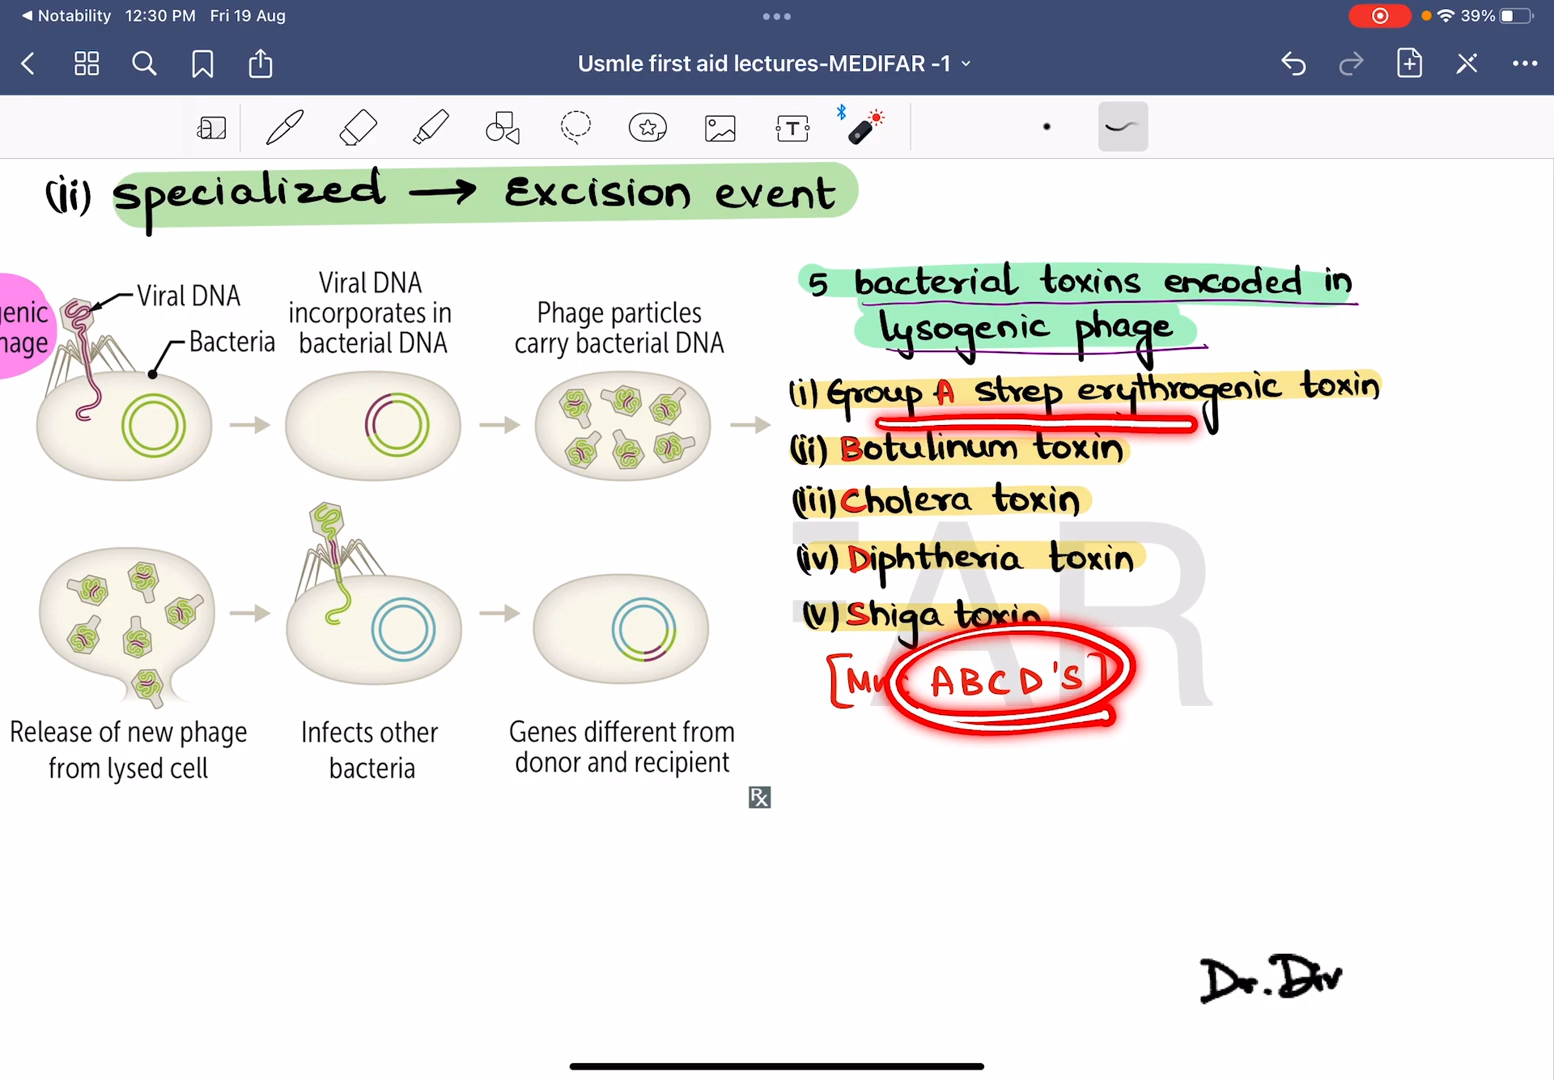 Notability 12:30 PM Fri 19 Aug
39%
Usmle first aid lectures-MEDIFAR -1
T
(ii) specialized → Excision event
Viral DNA
Bacteria
Viral DNA
incorporates in
bacterial DNA
Phage particles
carry bacterial DNA
Release of new phage
from lysed cell
Infects other
bacteria
Genes different from
donor and recipient
Rx
5 bacterial toxins encoded in
lysogenic phage
(i) Group A strep erythrogenic toxin
(ii) Botulinum toxin
(iii) Cholera toxin
(iv) Diphtheria toxin
(v) Shiga toxin
ABCD'S]
AR
Dr. Div